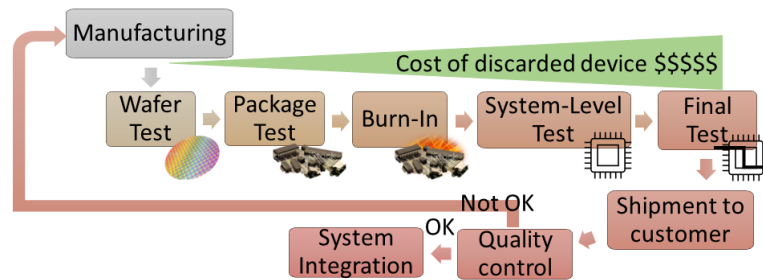 Manufacturing
Cost of discarded device $$$$$
Wafer
Test
Package
Test
Burn-In
System-Level
Test
Final
Test
Shipment to
customer
Not OK
Quality
control
OK
System
Integration